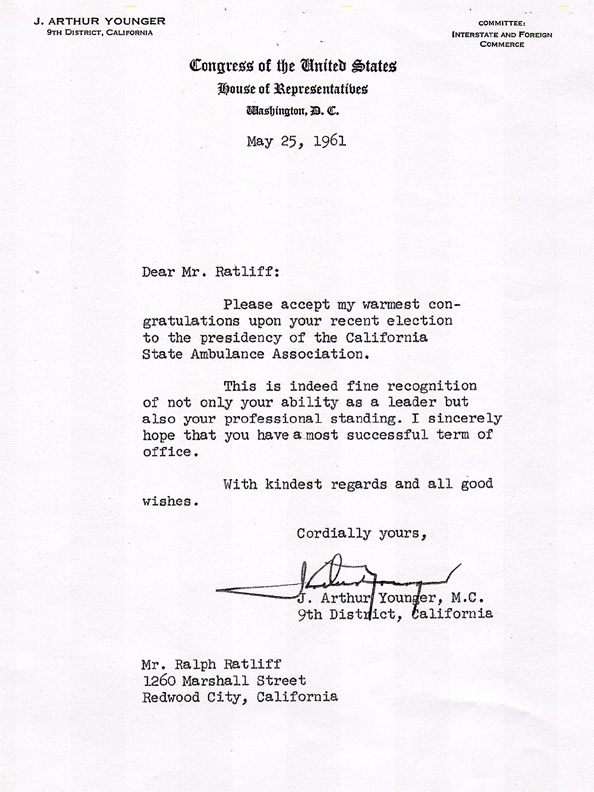 J. ARTHUR YOUNGER
9TH DISTRICT, CALIFORNIA
COMMITTEE:
INTERSTATE AND FOREIGN
COMMERCE
Congress of the United States
House of Representatives
Washington, D. C.
May 25, 1961
Dear Mr. Ratliff:
Please accept my warmest con-
gratulations upon your recent election
to the presidency of the California
State Ambulance Association.
This is indeed fine recognition
of not only your ability as a leader but
also your professional standing. I sincerely
hope that you have a most successful term of
office.
With kindest regards and all good
wishes.
Cordially yours,
J. Arthur Younger
J. Arthur Younger, M.C.
9th District, California
Mr. Ralph Ratliff
1260 Marshall Street
Redwood City, California